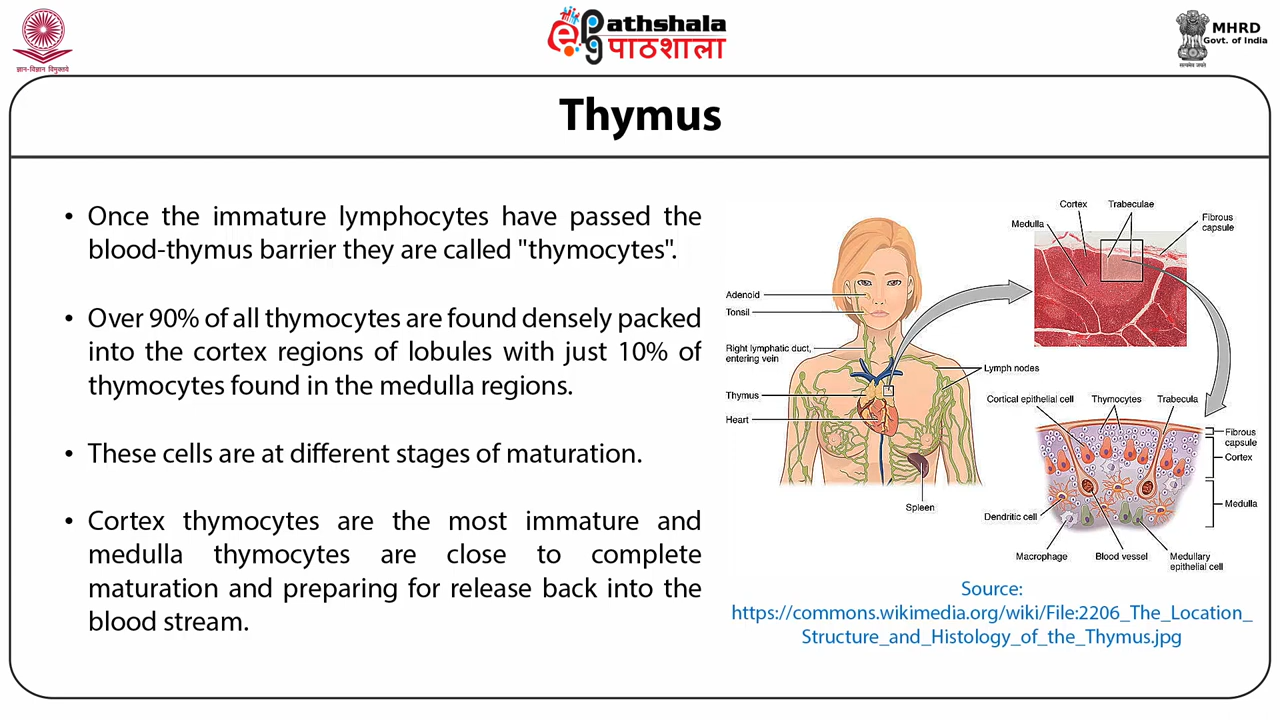 ज्ञान-विज्ञान विमुक्तये
ePathshala
पाठशाला
MHRD
Govt. of India
सत्यमेव जयते
Thymus
• Once the immature lymphocytes have passed the
blood-thymus barrier they are called "thymocytes".
• Over 90% of all thymocytes are found densely packed
into the cortex regions of lobules with just 10% of
thymocytes found in the medulla regions.
• These cells are at different stages of maturation.
• Cortex thymocytes are the most immature and
medulla thymocytes are close to complete
maturation and preparing for release back into the
blood stream.
Adenoid
Tonsil
Right lymphatic duct,
entering vein
Thymus
Heart
Lymph nodes
Spleen
Cortex
Trabeculae
Medulla
Fibrous
capsule
Cortical epithelial cell
Thymocytes
Trabecula
Fibrous
capsule
Cortex
Medulla
Dendritic cell
Macrophage
Blood vessel
Medullary
epithelial cell
Source:
https://commons.wikimedia.org/wiki/File:2206_The_Location_
Structure_and_Histology_of_the_Thymus.jpg